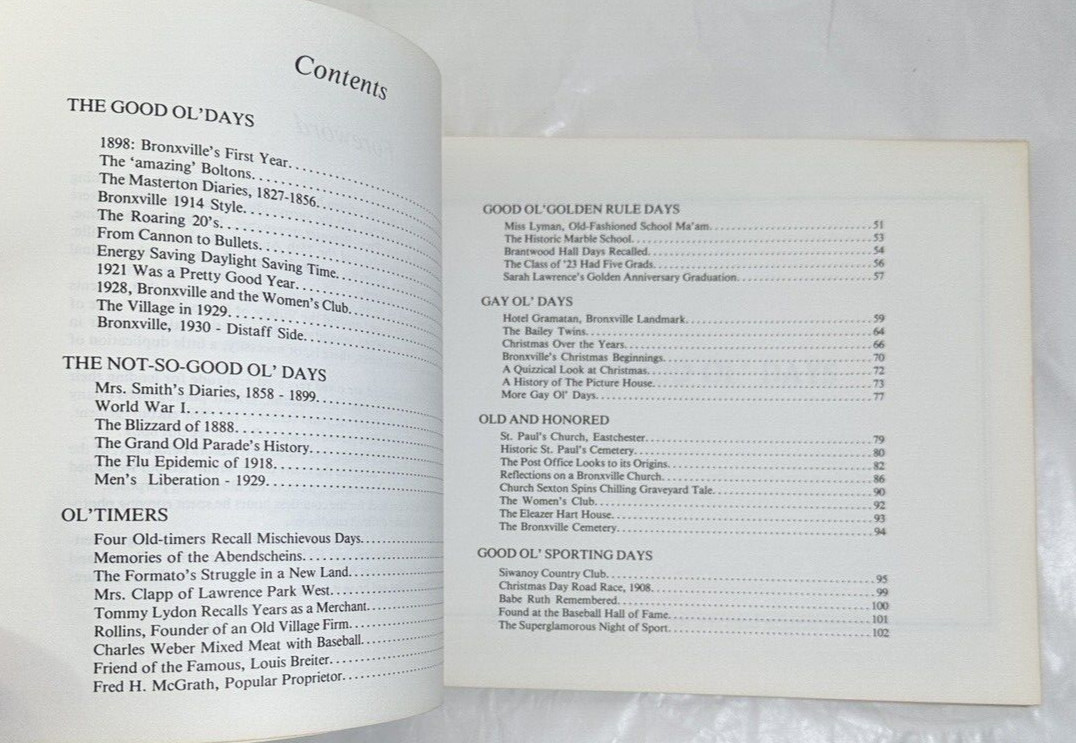 Contents
THE GOOD OL'DAYS
1898: Bronxville's First Year
The 'amazing' Boltons
The Masterton Diaries, 1827-1856
Bronxville 1914 Style
The Roaring 20's
From Cannon to Bullets
Energy Saving Daylight Saving Time
1921 Was a Pretty Good Year
1928, Bronxville and the Women's Club
The Village in 1929
Bronxville, 1930 - Distaff Side
THE NOT-SO-GOOD OL' DAYS
Mrs. Smith's Diaries, 1858 - 1899
World War I
The Blizzard of 1888
The Grand Old Parade's History
The Flu Epidemic of 1918
Men's Liberation - 1929
OL'TIMERS
Four Old-timers Recall Mischievous Days
Memories of the Abendscheins
The Formato's Struggle in a New Land
Mrs. Clapp of Lawrence Park West
Tommy Lydon Recalls Years as a Merchant
Rollins, Founder of an Old Village Firm
Charles Weber Mixed Meat with Baseball
Friend of the Famous, Louis Breiter
Fred H. McGrath, Popular Proprietor
GOOD OL'GOLDEN RULE DAYS
Miss Lyman, Old-Fashioned School Ma'am 51
The Historic Marble School 53
Brantwood Hall Days Recalled 54
The Class of '23 Had Five Grads 56
Sarah Lawrence's Golden Anniversary Graduation 57
GAY OL' DAYS
Hotel Gramatan, Bronxville Landmark 59
The Bailey Twins 64
Christmas Over the Years 66
Bronxville's Christmas Beginnings 70
A Quizzical Look at Christmas 72
A History of The Picture House 73
More Gay Ol' Days 77
OLD AND HONORED
St. Paul's Church, Eastchester 79
Historic St. Paul's Cemetery 80
The Post Office Looks to its Origins 82
Reflections on a Bronxville Church 86
Church Sexton Spins Chilling Graveyard Tale 90
The Women's Club 92
The Eleazer Hart House 93
The Bronxville Cemetery 94
GOOD OL' SPORTING DAYS
Siwanoy Country Club 95
Christmas Day Road Race, 1908 99
Babe Ruth Remembered 100
Found at the Baseball Hall of Fame 101
The Superglamorous Night of Sport 102